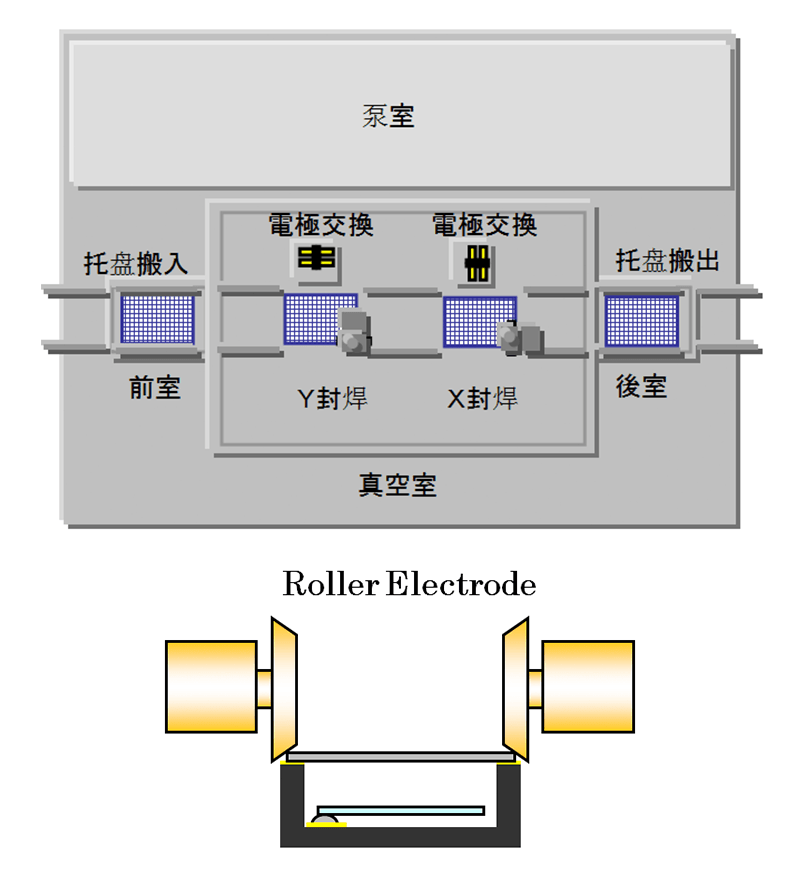 泵室
電極交換
電極交換
托盘搬入
托盘搬出
前室
Y封焊
X封焊
後室
真空室
Roller Electrode